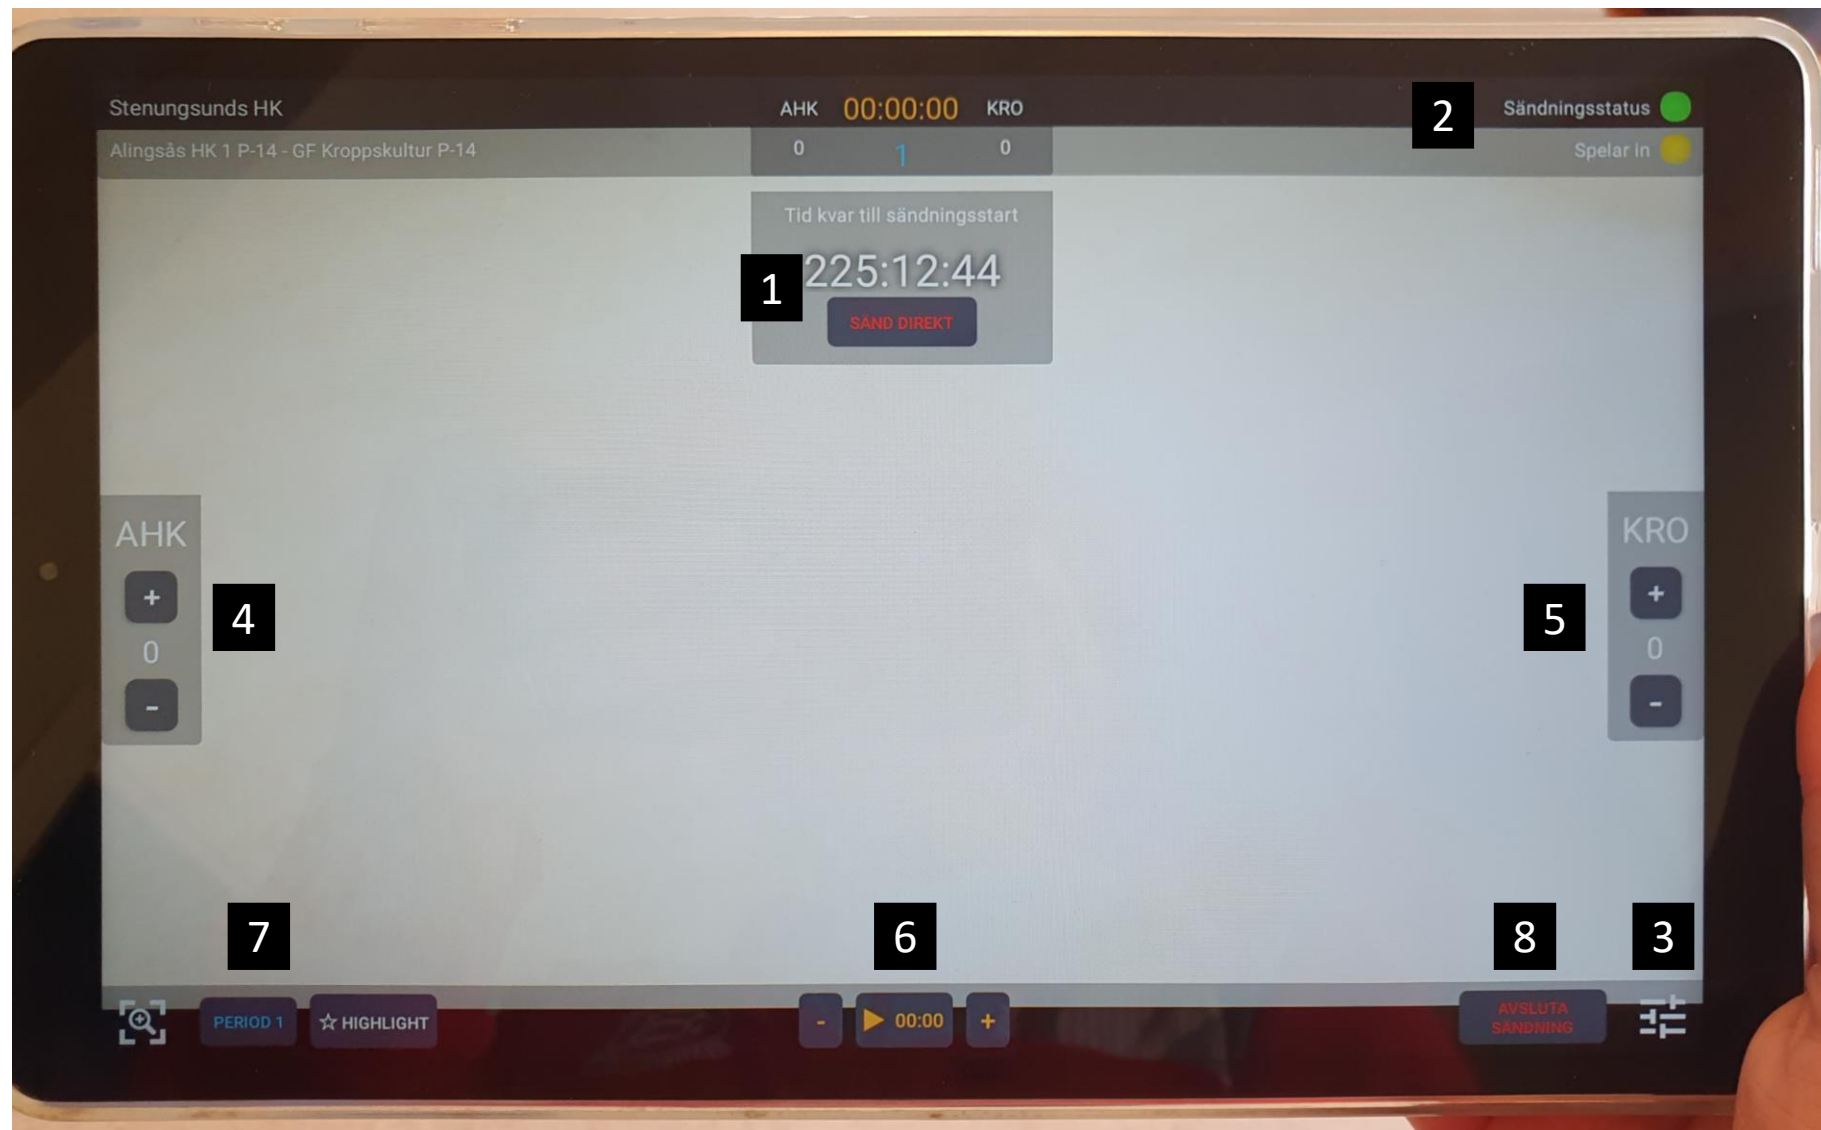 Stenungsunds HK
AHK 00:00:00 KRO
2
Sändningsstatus
Alingsås HK 1 P-14 - GF Kroppskultur P-14
0 1 0
Spelar in
Tid kvar till sändningsstart
1
225:12:44
SÄND DIREKT
AHK
+
0
-
4
5
KRO
+
0
-
7
6
8
3
PERIOD 1
☆ HIGHLIGHT
- ▶ 00:00 +
AVSLUTA
SÄNDNING